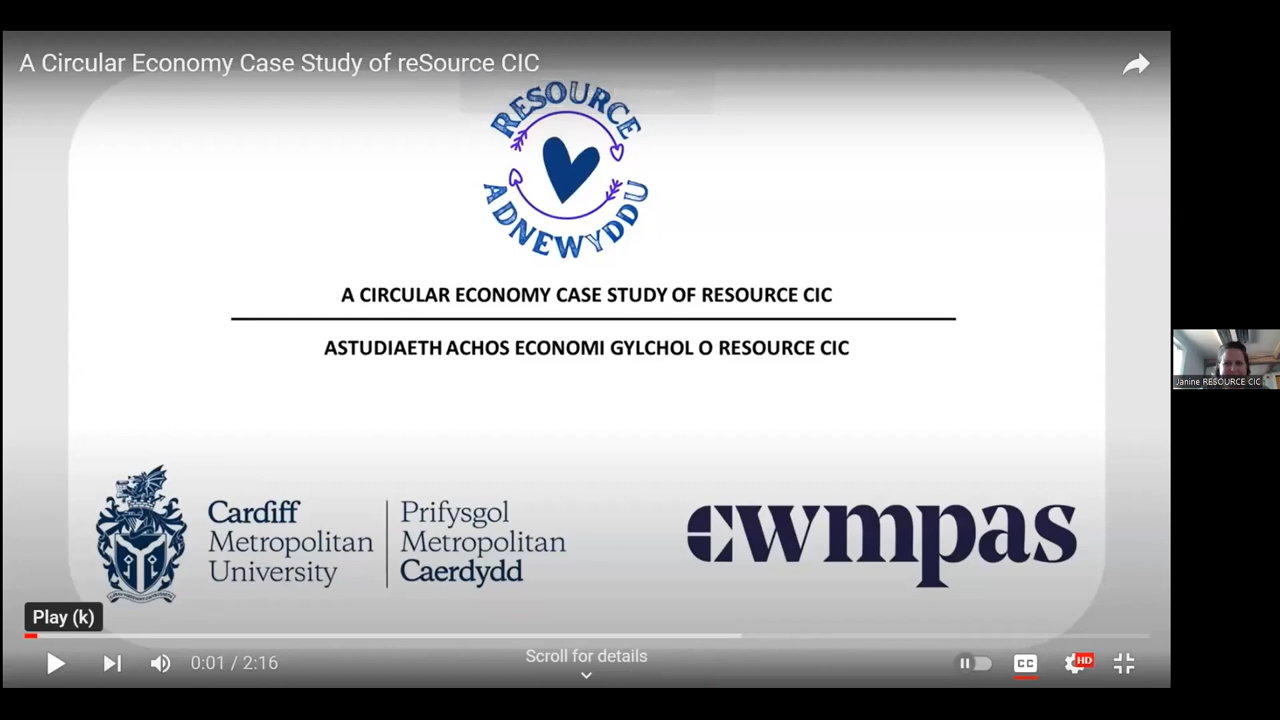 A Circular Economy Case Study of reSource CIC
RESOURCE
ADNEWYDDU
A CIRCULAR ECONOMY CASE STUDY OF RESOURCE CIC
ASTUDIAETH ACHOS ECONOMI GYLCHOL O RESOURCE CIC
Cardiff
Metropolitan
University
Prifysgol
Metropolitan
Caerdydd
cwmpas
Janine RESOURCE CIC
Play (k)
0:01 / 2:16
Scroll for details
CC
HD